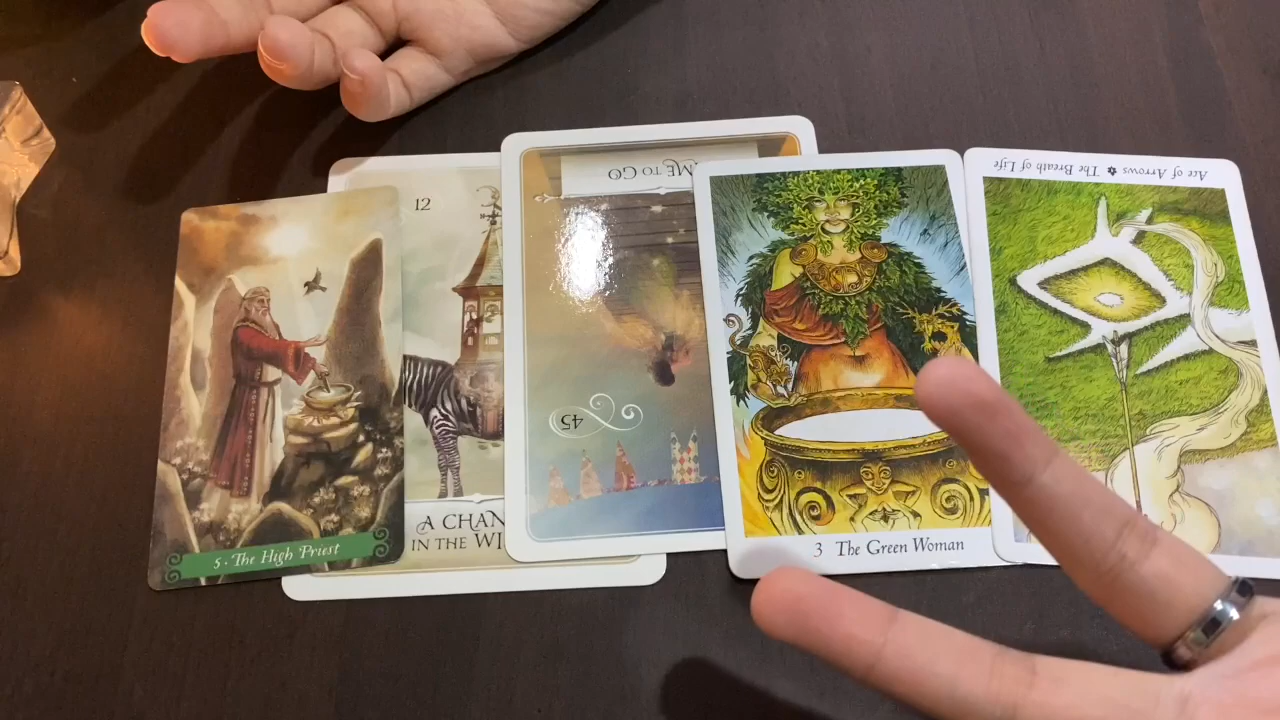 12
5 · The High Priest
A CHAN
IN THE WI
ME TO GO
45
3 The Green Woman
Ace of Arrows ✽ The Breath of Life